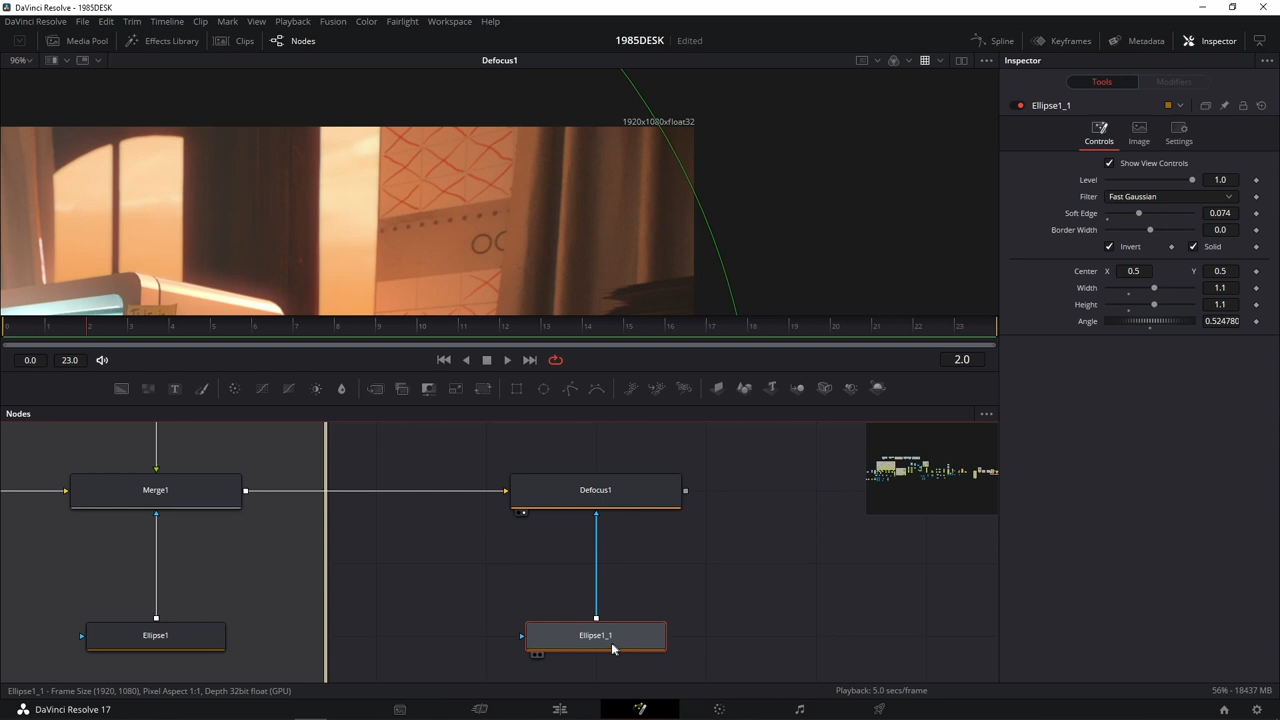 DaVinci Resolve - 1985DESK
DaVinci Resolve File Edit Trim Timeline Clip Mark View Playback Fusion Color Fairlight Workspace Help
Media Pool Effects Library Clips Nodes 1985DESK Edited Spline Keyframes Metadata Inspector
96% Defocus1 Inspector
Tools Modifiers
Ellipse1_1
1920x1080xfloat32
Controls Image Settings
Show View Controls
Level 1.0
Filter Fast Gaussian
Soft Edge 0.074
Border Width 0.0
Invert Solid
Center X 0.5 Y 0.5
Width 1.1
Height 1.1
Angle 0.524780
0 1 2 3 4 5 6 7 8 9 10 11 12 13 14 15 16 17 18 19 20 21 22 23
0.0 23.0 2.0
Nodes
Merge1 Defocus1
Ellipse1 Ellipse1_1
Ellipse1_1 - Frame Size (1920, 1080), Pixel Aspect 1:1, Depth 32bit float (GPU) Playback: 5.0 secs/frame 56% - 18437 MB
DaVinci Resolve 17